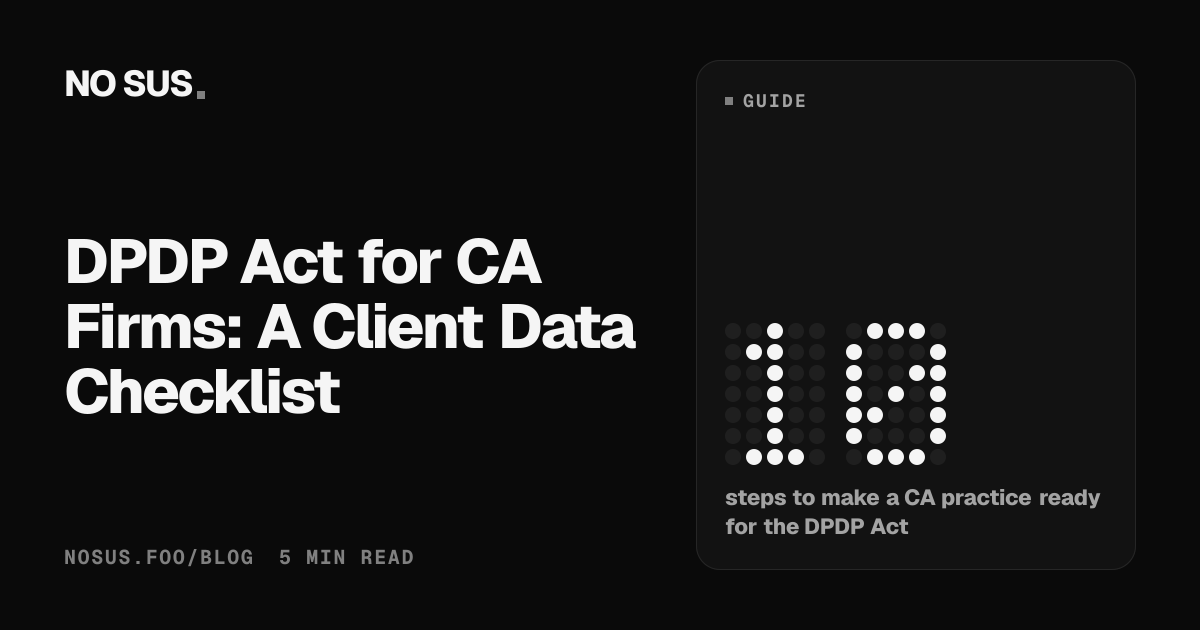 NO SUS.
DPDP Act for CA
Firms: A Client Data
Checklist
NOSUS.FOO/BLOG 5 MIN READ
GUIDE
10
steps to make a CA practice ready
for the DPDP Act